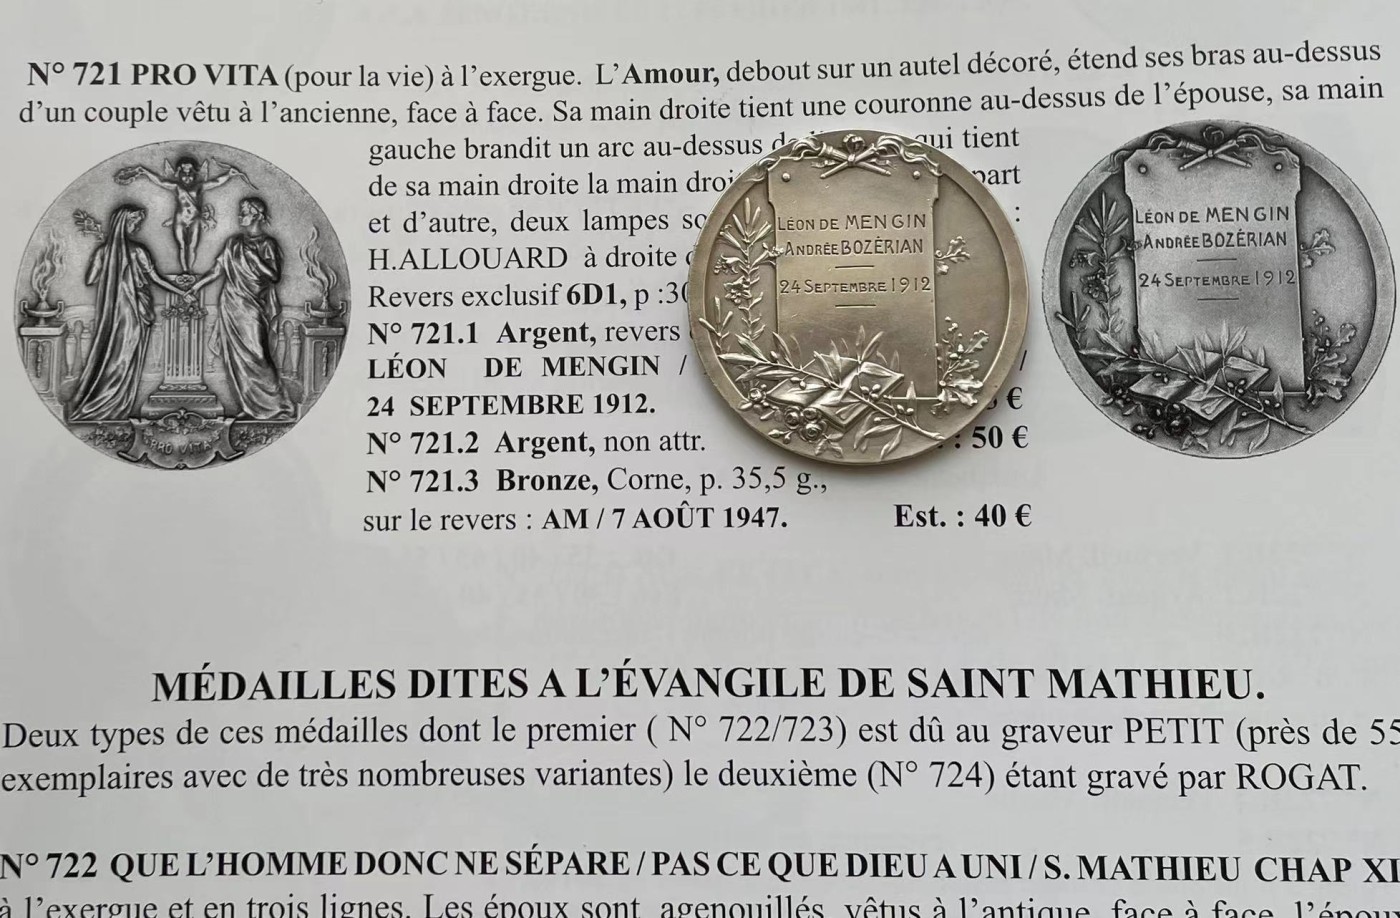 N° 721 PRO VITA (pour la vie) à l’exergue. L’Amour, debout sur un autel décoré, étend ses bras au-dessus
d’un couple vêtu à l’ancienne, face à face. Sa main droite tient une couronne au-dessus de l’épouse, sa main
gauche brandit un arc au-dessus qui tient
de sa main droite la main part
et d’autre, deux lampes :
H.ALLOUARD à droite
Revers exclusif 6D1, p :30
N° 721.1 Argent, revers
LÉON DE MENGIN / /
24 SEPTEMBRE 1912. €
N° 721.2 Argent, non attr. : 50 €
N° 721.3 Bronze, Corne, p. 35,5 g.,
sur le revers : AM / 7 AOÛT 1947. Est. : 40 €
PRO VITA
LÉON DE MENGIN
ANDRÉE BOZÉRIAN
24 SEPTEMBRE 1912
LÉON DE MENGIN
ANDRÉE BOZÉRIAN
24 SEPTEMBRE 1912
MÉDAILLES DITES A L’ÉVANGILE DE SAINT MATHIEU.
Deux types de ces médailles dont le premier ( N° 722/723) est dû au graveur PETIT (près de 55
exemplaires avec de très nombreuses variantes) le deuxième (N° 724) étant gravé par ROGAT.
N° 722 QUE L’HOMME DONC NE SÉPARE / PAS CE QUE DIEU A UNI / S. MATHIEU CHAP XI
à l’exergue et en trois lignes. Les époux sont agenouillés, vêtus à l’antique, face à face, l’épou